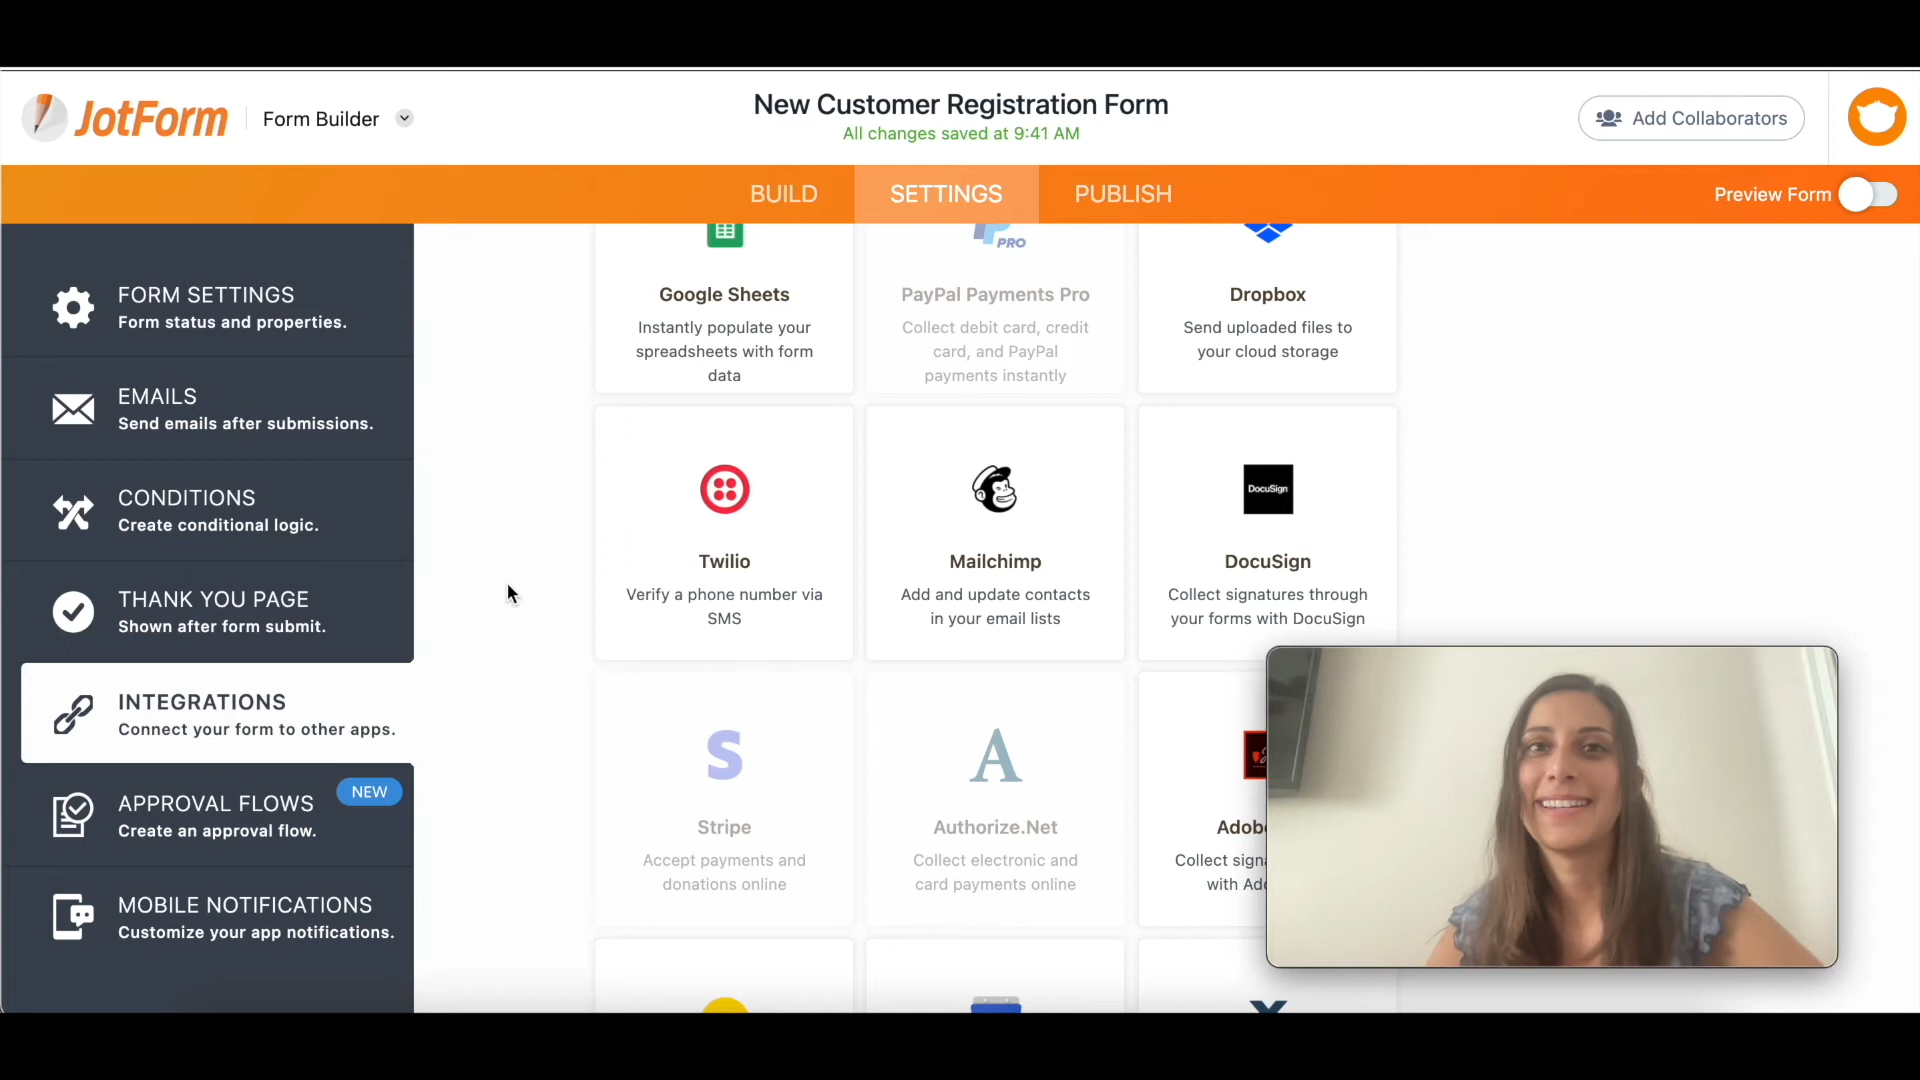 JotForm
Form Builder
New Customer Registration Form
All changes saved at 9:41 AM
Add Collaborators
BUILD
SETTINGS
PUBLISH
Preview Form
FORM SETTINGS
Form status and properties.
EMAILS
Send emails after submissions.
CONDITIONS
Create conditional logic.
THANK YOU PAGE
Shown after form submit.
INTEGRATIONS
Connect your form to other apps.
APPROVAL FLOWS
NEW
Create an approval flow.
MOBILE NOTIFICATIONS
Customize your app notifications.
Google Sheets
Instantly populate your
spreadsheets with form
data
PRO
PayPal Payments Pro
Collect debit card, credit
card, and PayPal
payments instantly
Dropbox
Send uploaded files to
your cloud storage
Twilio
Verify a phone number via
SMS
Mailchimp
Add and update contacts
in your email lists
DocuSign
DocuSign
Collect signatures through
your forms with DocuSign
Stripe
Accept payments and
donations online
Authorize.Net
Collect electronic and
card payments online
Adob
Collect sign
with Ad